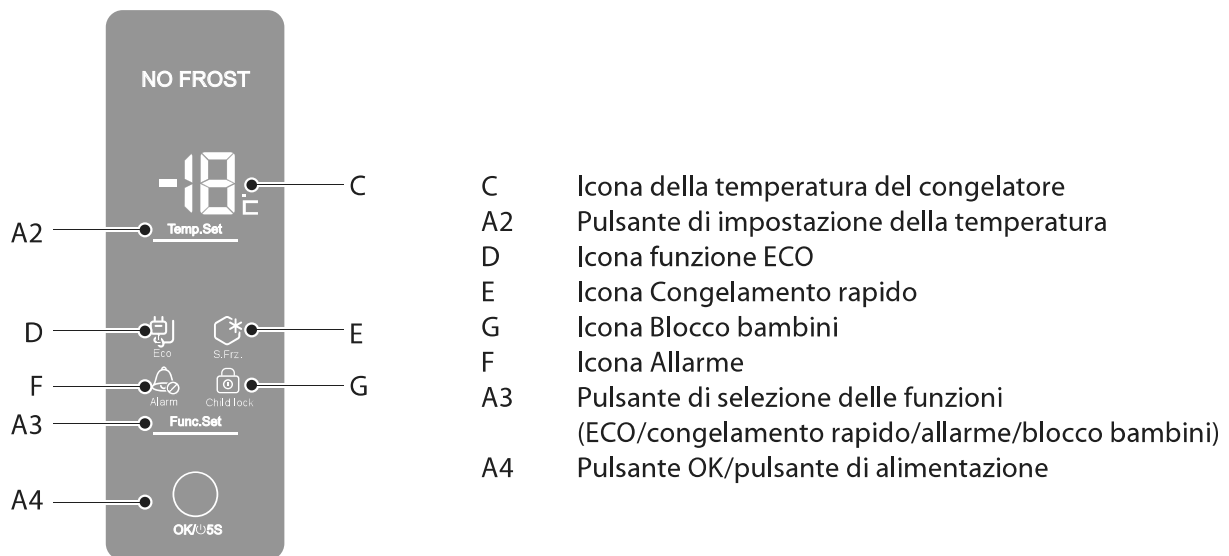 NO FROST
-18
C
A2
Temp.Set
D
Eco
S.Frz.
E
F
Alarm
Child lock
G
A3
Func.Set
A4
OK/⏻5S
C Icona della temperatura del congelatore
A2 Pulsante di impostazione della temperatura
D Icona funzione ECO
E Icona Congelamento rapido
G Icona Blocco bambini
F Icona Allarme
A3 Pulsante di selezione delle funzioni
(ECO/congelamento rapido/allarme/blocco bambini)
A4 Pulsante OK/pulsante di alimentazione